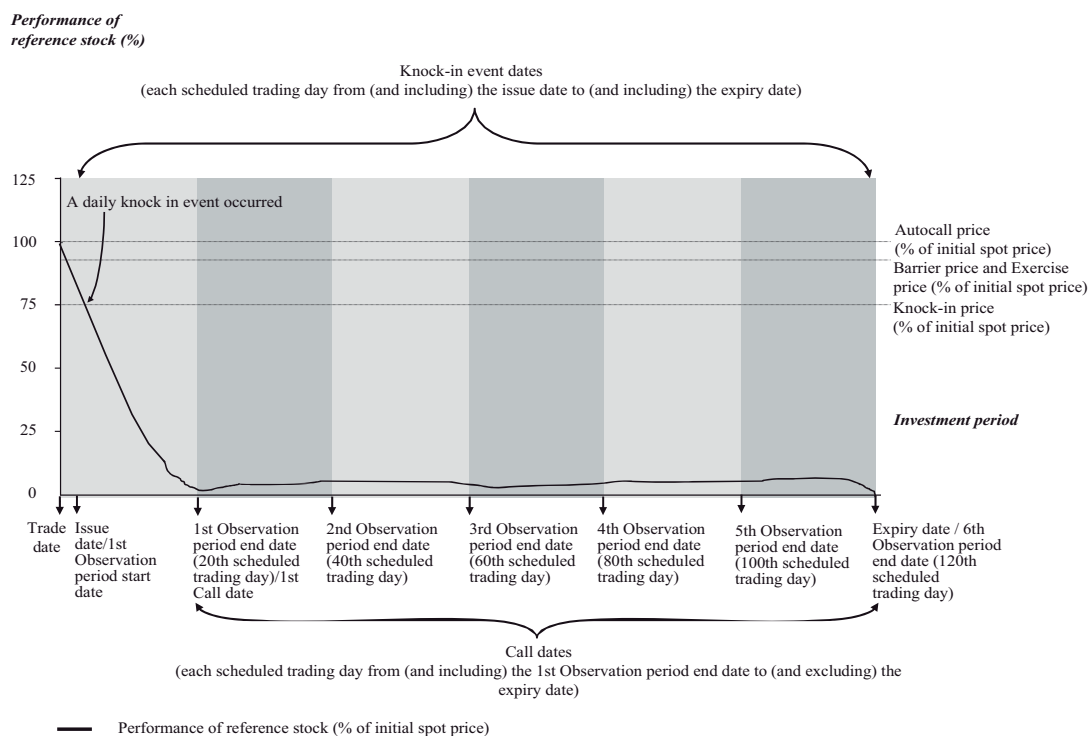 Performance of
reference stock (%)
Knock-in event dates
(each scheduled trading day from (and including) the issue date to (and including) the expiry date)
125
A daily knock in event occurred
100
75
50
25
0
Autocall price
(% of initial spot price)
Barrier price and Exercise
price (% of initial spot price)
Knock-in price
(% of initial spot price)
Investment period
Trade
date
Issue
date/1st
Observation
period start
date
1st Observation
period end date
(20th scheduled
trading day)/1st
Call date
2nd Observation
period end date
(40th scheduled
trading day)
3rd Observation
period end date
(60th scheduled
trading day)
4th Observation
period end date
(80th scheduled
trading day)
5th Observation
period end date
(100th scheduled
trading day)
Expiry date / 6th
Observation period
end date (120th
scheduled
trading day)
Call dates
(each scheduled trading day from (and including) the 1st Observation period end date to (and excluding) the
expiry date)
Performance of reference stock (% of initial spot price)